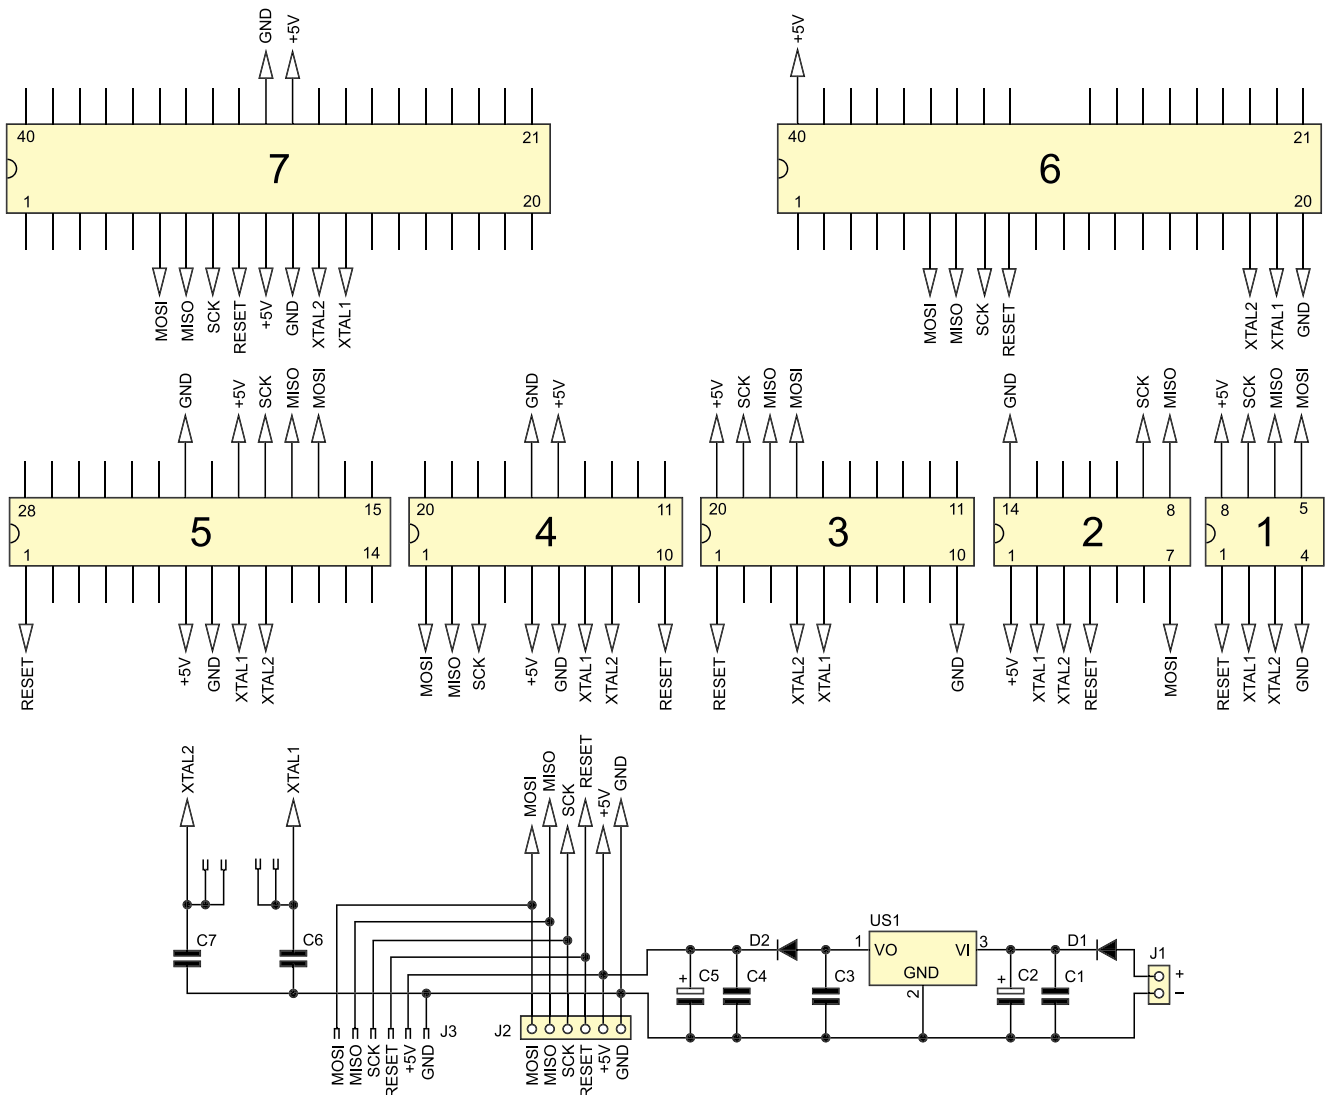 GND +5V
40 21
7
1 20
MOSI MISO SCK RESET +5V GND XTAL2 XTAL1
+5V
40 21
6
1 20
MOSI MISO SCK RESET XTAL2 XTAL1 GND
GND +5V SCK MISO MOSI
28 15
5
1 14
RESET +5V GND XTAL1 XTAL2
GND +5V
20 11
4
1 10
MOSI MISO SCK +5V GND XTAL1 XTAL2 RESET
+5V SCK MISO MOSI
20 11
3
1 10
RESET XTAL2 XTAL1 GND
GND SCK MISO
14 8
2
1 7
+5V XTAL1 XTAL2 RESET MOSI
+5V SCK MISO MOSI
8 5
1
1 4
RESET XTAL1 XTAL2 GND
XTAL2 XTAL1
C7 C6
MOSI MISO SCK RESET +5V GND
J3
MOSI MISO SCK RESET +5V GND
J2
MOSI MISO SCK RESET +5V GND
US1
1 VO VI 3
GND
2
D2 D1
+ C5 C4 C3 + C2 C1
J1
+
−